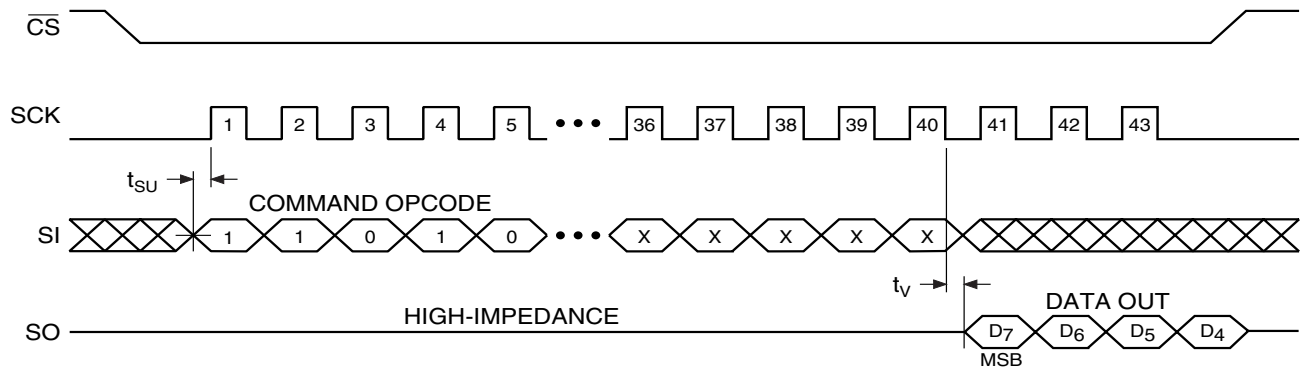 CS
SCK
1 2 3 4 5 ••• 36 37 38 39 40 41 42 43
tSU
COMMAND OPCODE
SI
1 1 0 1 0 ••• X X X X X
tV
DATA OUT
HIGH-IMPEDANCE
SO
D7 D6 D5 D4
MSB